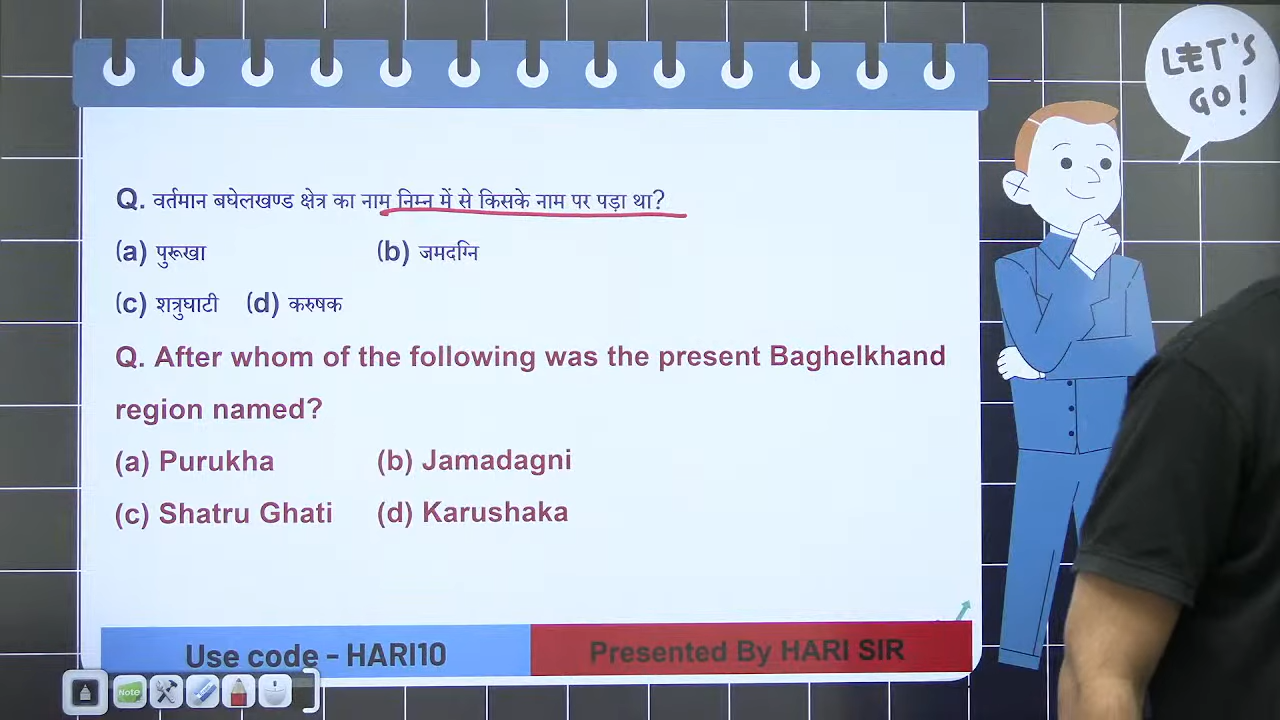 LET'S
GO!
Q. वर्तमान बघेलखण्ड क्षेत्र का नाम निम्न में से किसके नाम पर पड़ा था?
(a) पुरूखा (b) जमदग्नि
(c) शत्रुघाटी (d) करुषक
Q. After whom of the following was the present Baghelkhand
region named?
(a) Purukha (b) Jamadagni
(c) Shatru Ghati (d) Karushaka
Use code - HARI10 Presented By HARI SIR
Note